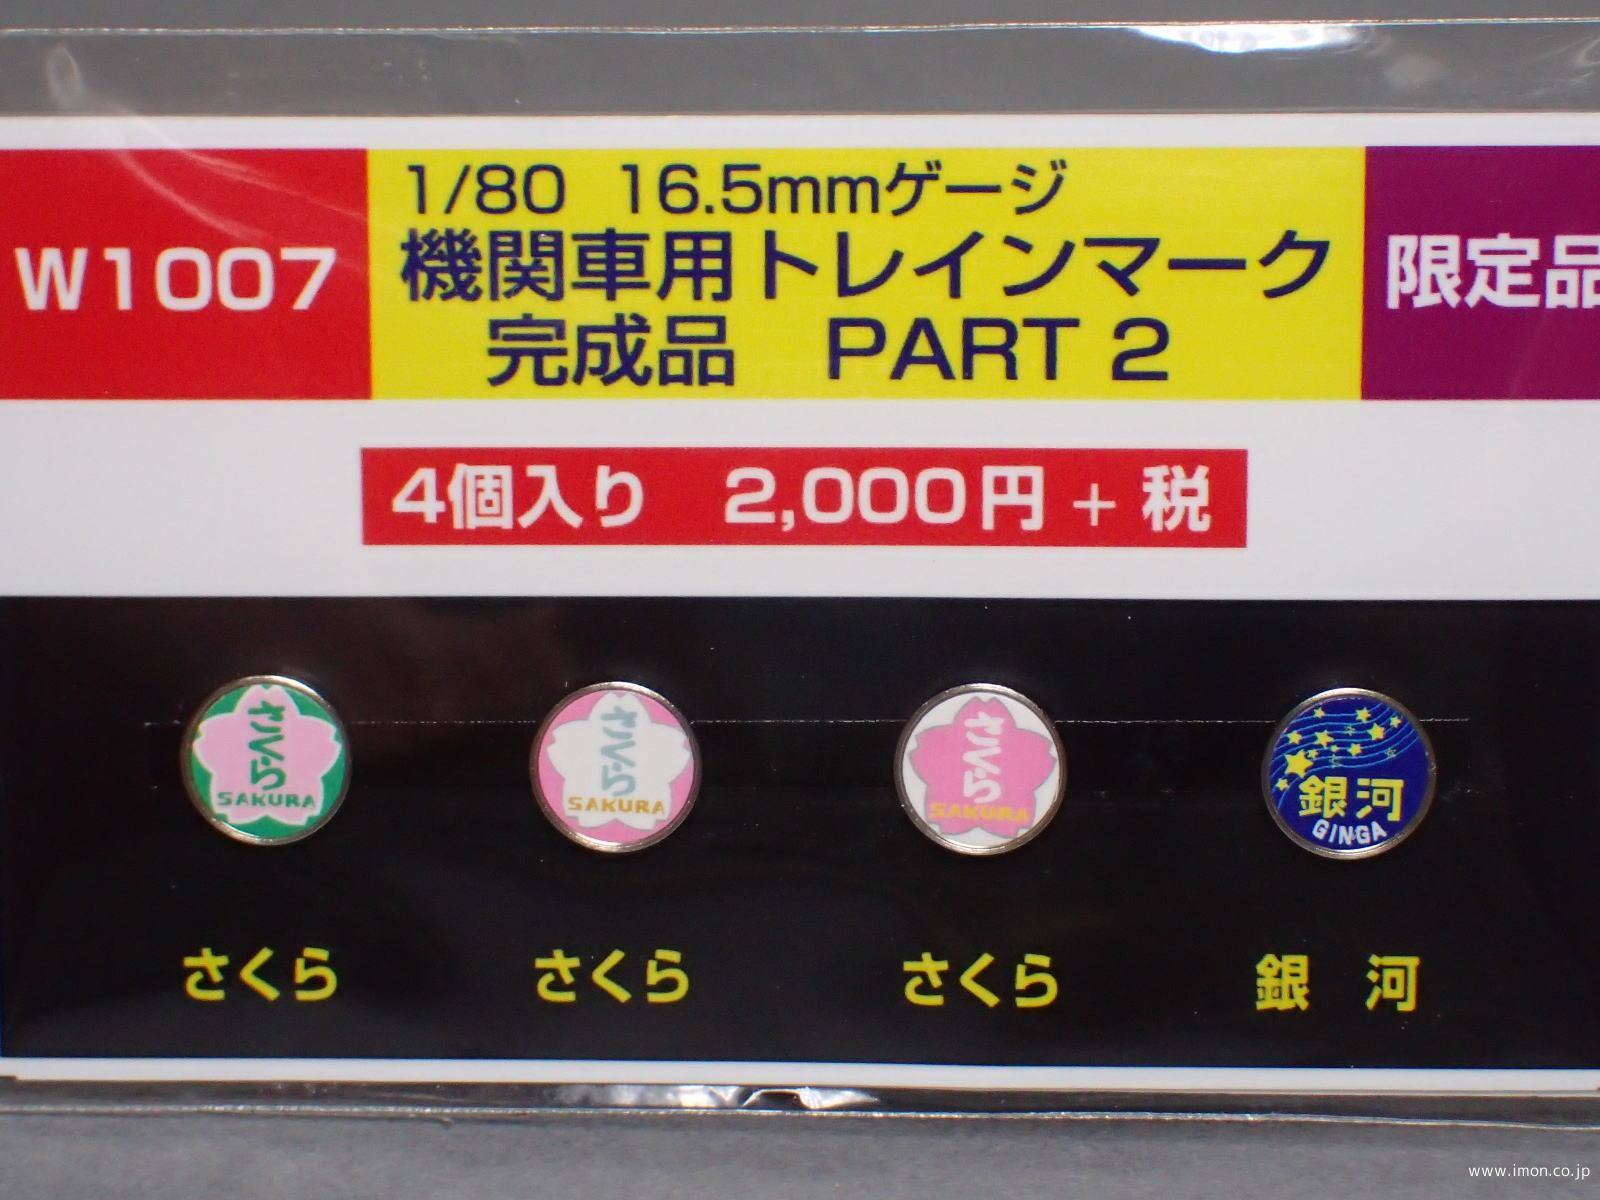 W1007
1/80 16.5mmゲージ
機関車用トレインマーク
完成品 PART 2
限定品
4個入り 2,000円 + 税
さくら
SAKURA
さくら
SAKURA
さくら
SAKURA
銀河
GINGA
さくら
さくら
さくら
銀 河
www.imon.co.jp